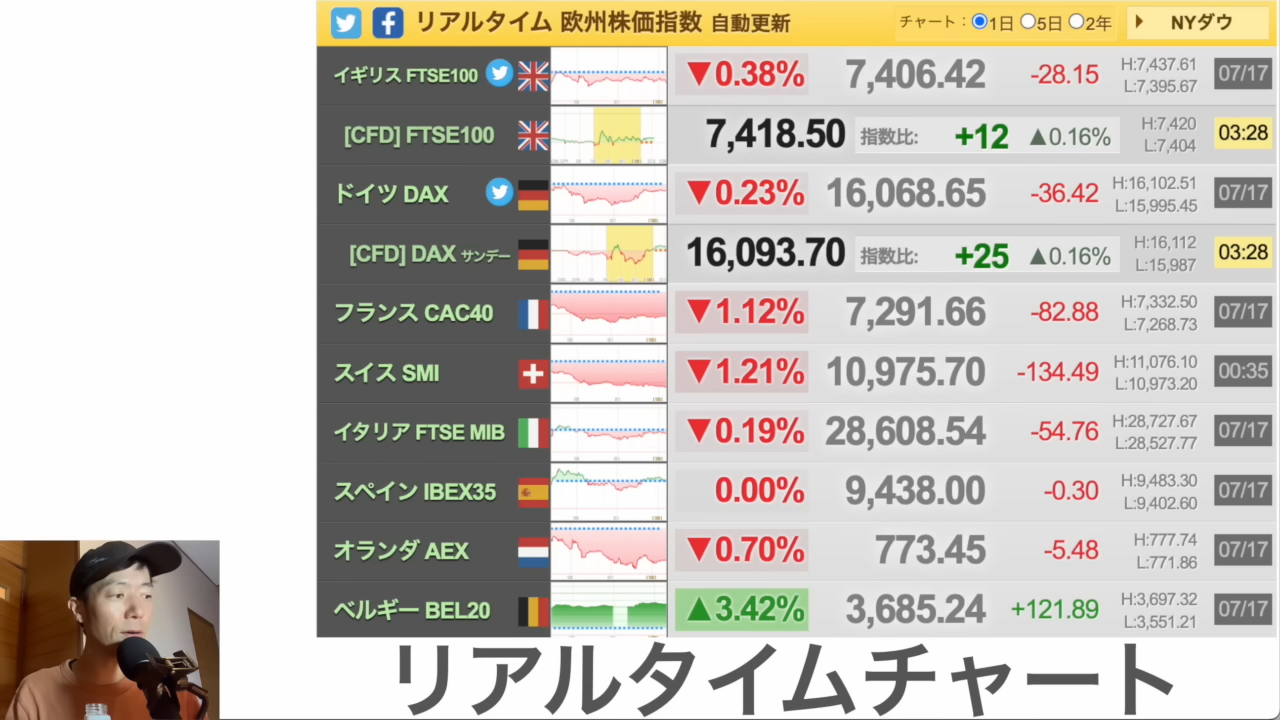 リアルタイム 欧州株価指数 自動更新 チャート：1日 5日 2年 NYダウ
イギリス FTSE100 ▼0.38% 7,406.42 -28.15 H:7,437.61 L:7,395.67 07/17
[CFD] FTSE100 7,418.50 指数比: +12 ▲0.16% H:7,420 L:7,404 03:28
ドイツ DAX ▼0.23% 16,068.65 -36.42 H:16,102.51 L:15,995.45 07/17
[CFD] DAX サンデー 16,093.70 指数比: +25 ▲0.16% H:16,112 L:15,987 03:28
フランス CAC40 ▼1.12% 7,291.66 -82.88 H:7,332.50 L:7,268.73 07/17
スイス SMI ▼1.21% 10,975.70 -134.49 H:11,076.10 L:10,973.20 00:35
イタリア FTSE MIB ▼0.19% 28,608.54 -54.76 H:28,727.67 L:28,527.77 07/17
スペイン IBEX35 0.00% 9,438.00 -0.30 H:9,483.30 L:9,402.60 07/17
オランダ AEX ▼0.70% 773.45 -5.48 H:777.74 L:771.86 07/17
ベルギー BEL20 ▲3.42% 3,685.24 +121.89 H:3,697.32 L:3,551.21 07/17
リアルタイムチャート